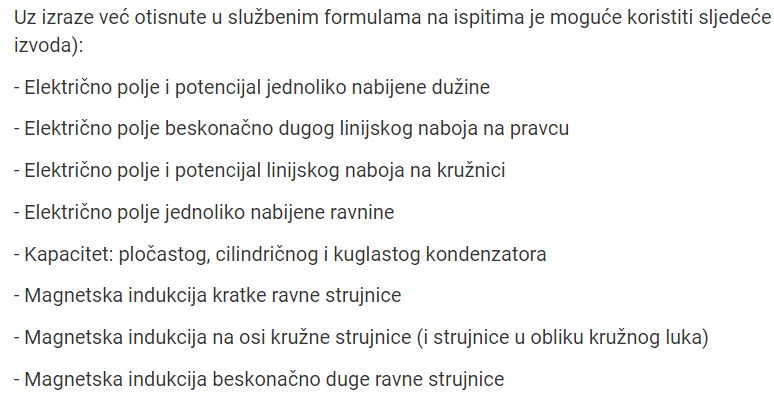 Uz izraze već otisnute u službenim formulama na ispitima je moguće koristiti sljedeće
izvoda):
- Električno polje i potencijal jednoliko nabijene dužine
- Električno polje beskonačno dugog linijskog naboja na pravcu
- Električno polje i potencijal linijskog naboja na kružnici
- Električno polje jednoliko nabijene ravnine
- Kapacitet: pločastog, cilindričnog i kuglastog kondenzatora
- Magnetska indukcija kratke ravne strujnice
- Magnetska indukcija na osi kružne strujnice (i strujnice u obliku kružnog luka)
- Magnetska indukcija beskonačno duge ravne strujnice